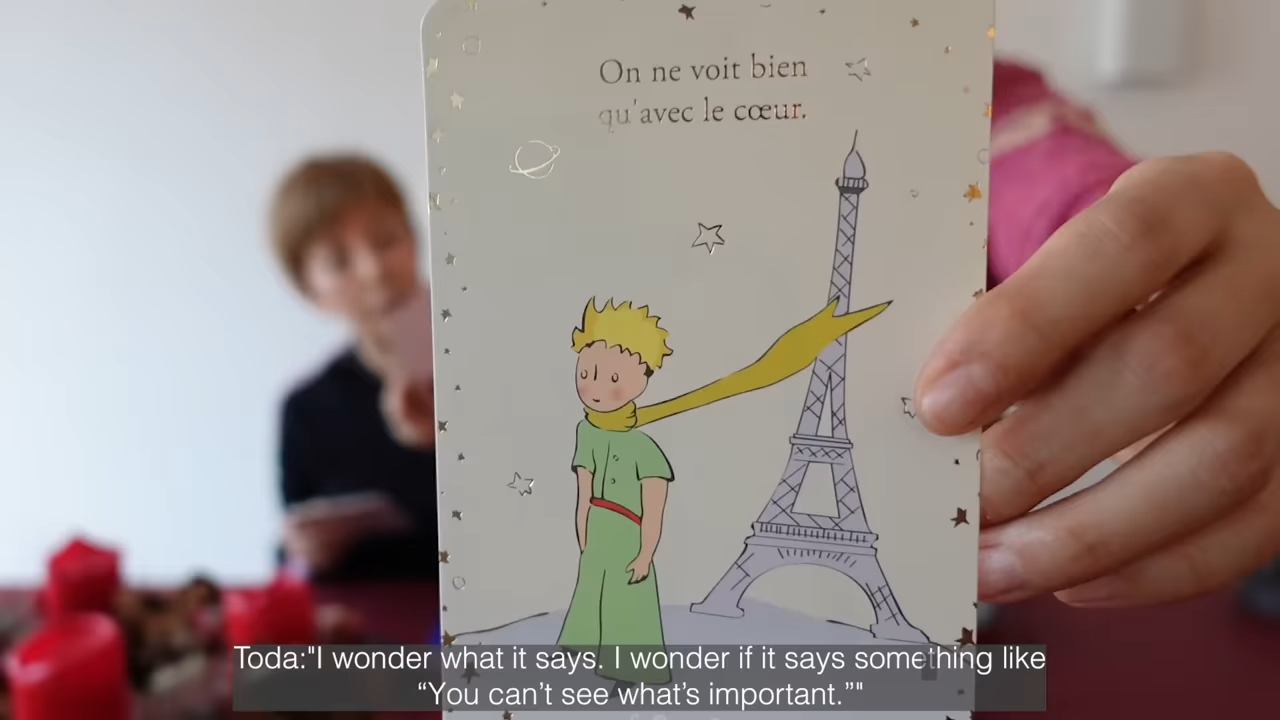 On ne voit bien
qu'avec le cœur.
Toda:"I wonder what it says. I wonder if it says something like
“You can’t see what’s important.”"